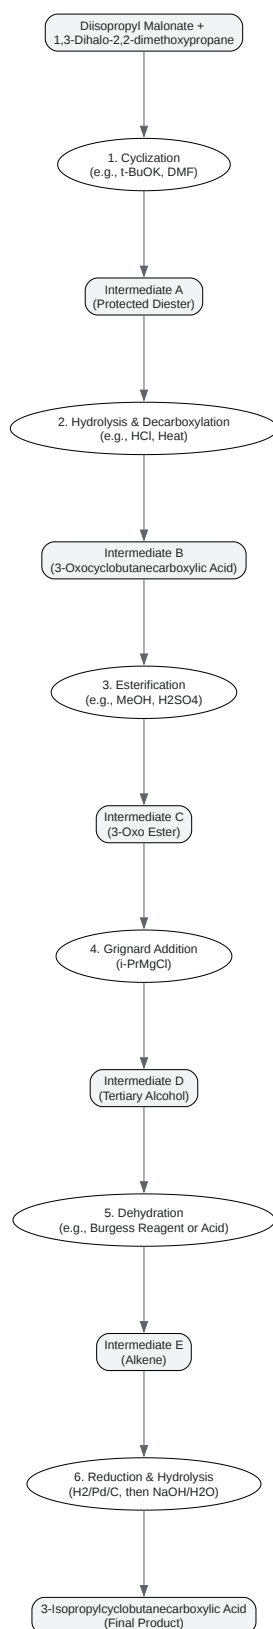 Diisopropyl Malonate +
1,3-Dihalo-2,2-dimethoxypropane
1. Cyclization
(e.g., t-BuOK, DMF)
Intermediate A
(Protected Diester)
2. Hydrolysis & Decarboxylation
(e.g., HCl, Heat)
Intermediate B
(3-Oxocyclobutanecarboxylic Acid)
3. Esterification
(e.g., MeOH, H2SO4)
Intermediate C
(3-Oxo Ester)
4. Grignard Addition
(i-PrMgCl)
Intermediate D
(Tertiary Alcohol)
5. Dehydration
(e.g., Burgess Reagent or Acid)
Intermediate E
(Alkene)
6. Reduction & Hydrolysis
(H2/Pd/C, then NaOH/H2O)
3-Isopropylcyclobutanecarboxylic Acid
(Final Product)